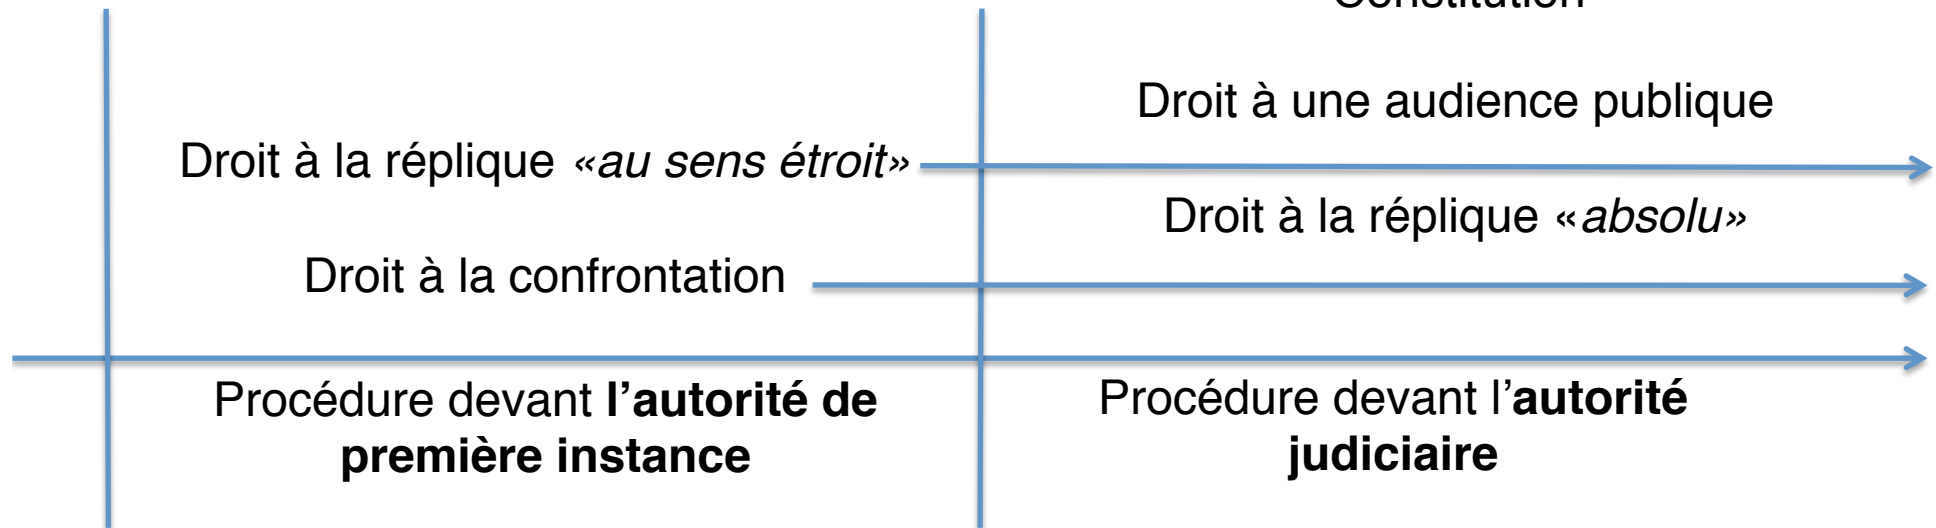 Constitution
Droit à une audience publique
Droit à la réplique «au sens étroit»
Droit à la réplique «absolu»
Droit à la confrontation
Procédure devant l’autorité de
première instance
Procédure devant l’autorité
judiciaire